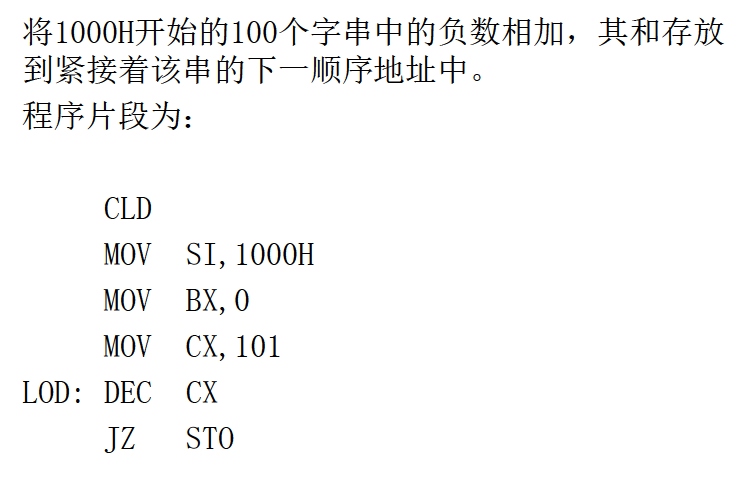 将1000H开始的100个字串中的负数相加，其和存放
到紧接着该串的下一顺序地址中。
程序片段为：
CLD
MOV SI,1000H
MOV BX,0
MOV CX,101
LOD: DEC CX
JZ STO